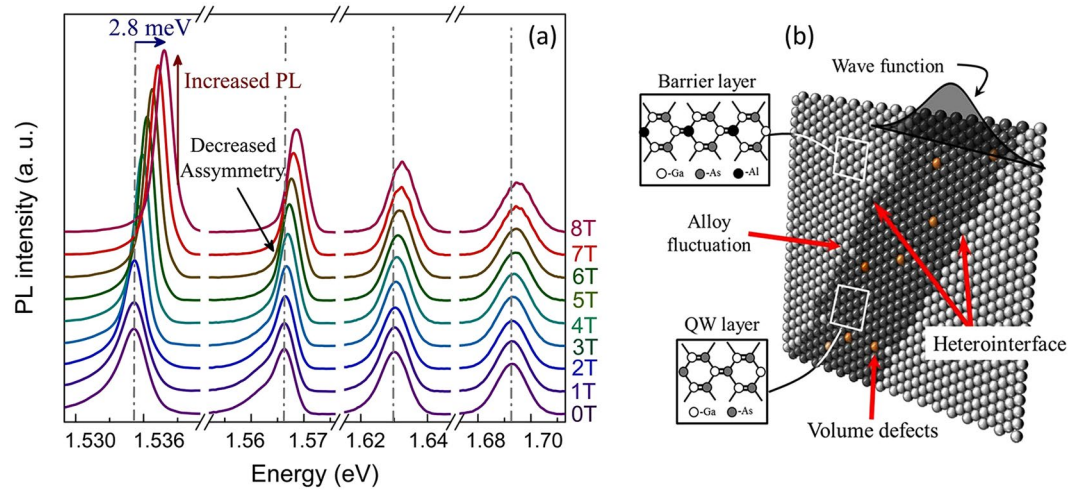 (a)
2.8 meV
Increased PL
Decreased
Assymmetry
PL Intensity (a. u.)
8T
7T
6T
5T
4T
3T
2T
1T
0T
1.530 1.536 1.56 1.57 1.62 1.64 1.68 1.70
Energy (eV)
(b)
Wave function
Barrier layer
-Ga -As -Al
Alloy
fluctuation
QW layer
-Ga -As
Heterointerface
Volume defects